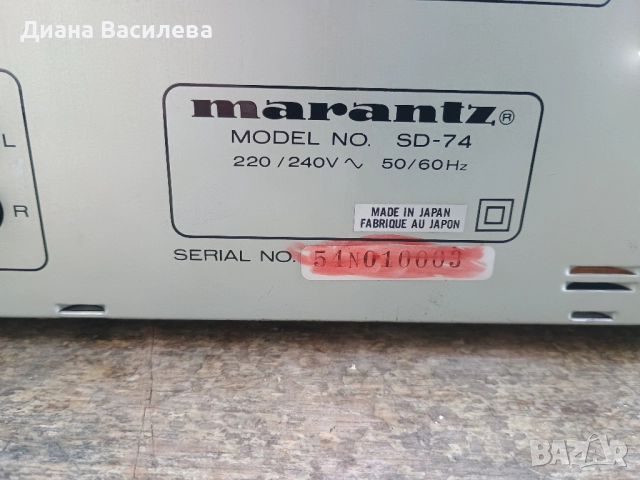 Диана Василева
marantz®
MODEL NO. SD-74
220/240V ~ 50/60Hz
MADE IN JAPAN
FABRIQUE AU JAPON
L
R
SERIAL NO. 54N010003
BAZAR